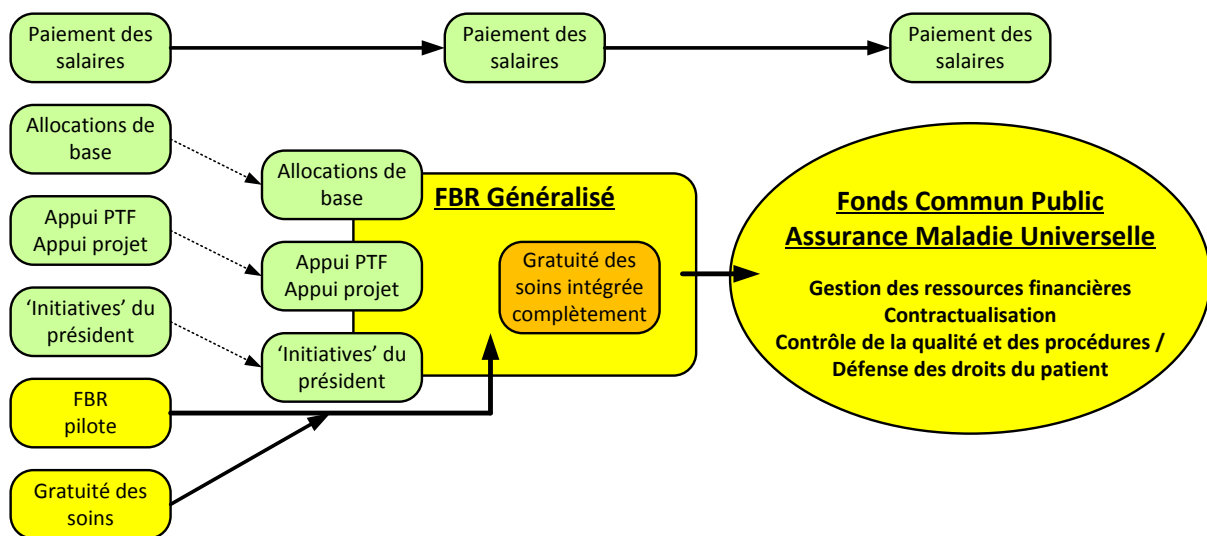 Paiement des
salaires
Paiement des
salaires
Paiement des
salaires
Allocations de
base
Appui PTF
Appui projet
‘Initiatives’ du
président
FBR
pilote
Gratuité des
soins
Allocations de
base
Appui PTF
Appui projet
‘Initiatives’ du
président
FBR Généralisé
Gratuité des
soins intégrée
complètement
Fonds Commun Public
Assurance Maladie Universelle
Gestion des ressources financières
Contractualisation
Contrôle de la qualité et des procédures /
Défense des droits du patient